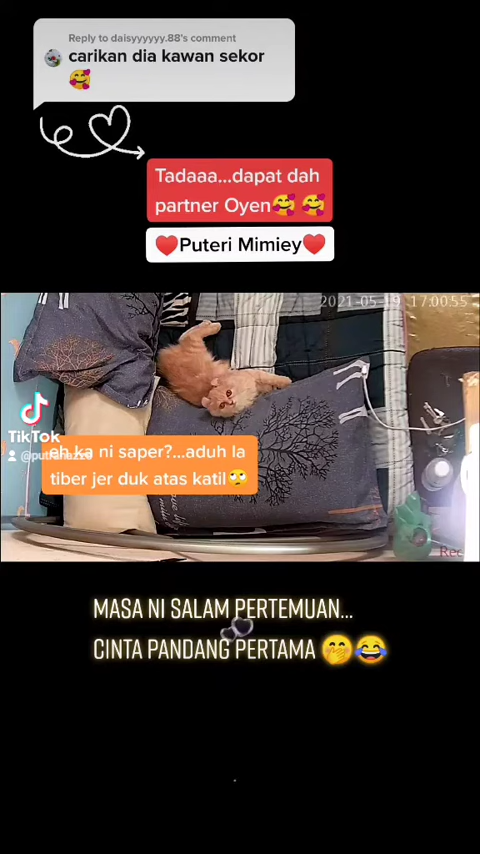 Reply to daisyyyyyy.88's comment
carikan dia kawan sekor
🥰
Tadaaa...dapat dah
partner Oyen🥰 🥰
♥️Puteri Mimiey♥️
2021-05-19 17:00:55
TikTok
eh ka ni saper?...aduh la
tiber jer duk atas katil🙄
Rec
MASA NI SALAM PERTEMUAN...
CINTA PANDANG PERTAMA 🤭😂